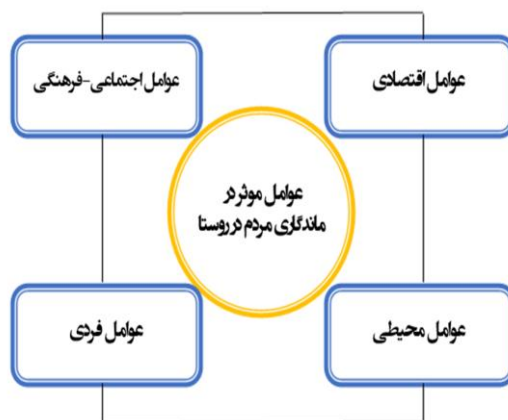 عوامل اقتصادی
عوامل اجتماعی-فرهنگی
عوامل موثر در
ماندگاری مردم در روستا
عوامل محیطی
عوامل فردی